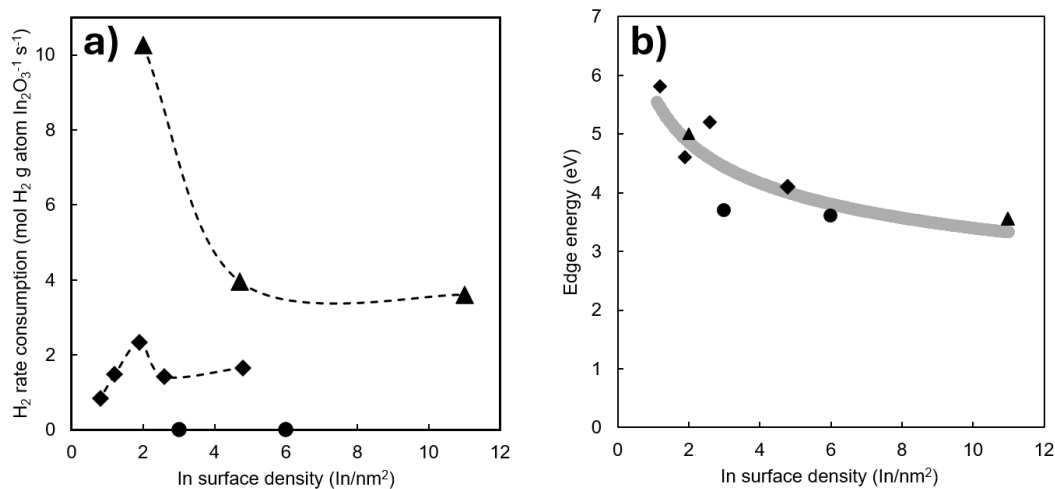 a)
H₂ rate consumption (mol H₂ g atom In₂O₃⁻¹ s⁻¹)
10
8
6
4
2
0
0 2 4 6 8 10 12
In surface density (In/nm²)
b)
Edge energy (eV)
7
6
5
4
3
2
1
0
0 2 4 6 8 10 12
In surface density (In/nm²)